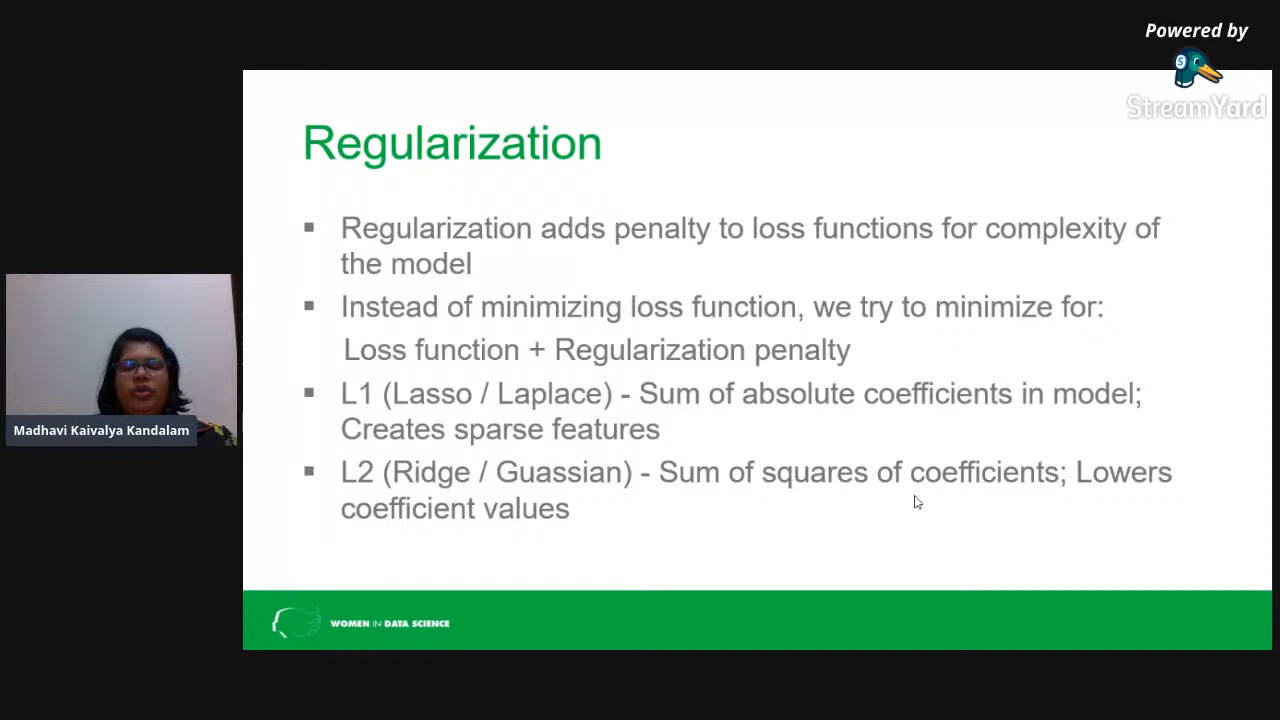 Powered by
StreamYard
Regularization
▪ Regularization adds penalty to loss functions for complexity of
the model
▪ Instead of minimizing loss function, we try to minimize for:
Loss function + Regularization penalty
▪ L1 (Lasso / Laplace) - Sum of absolute coefficients in model;
Creates sparse features
▪ L2 (Ridge / Guassian) - Sum of squares of coefficients; Lowers
coefficient values
Madhavi Kaivalya Kandalam
WOMEN IN DATA SCIENCE